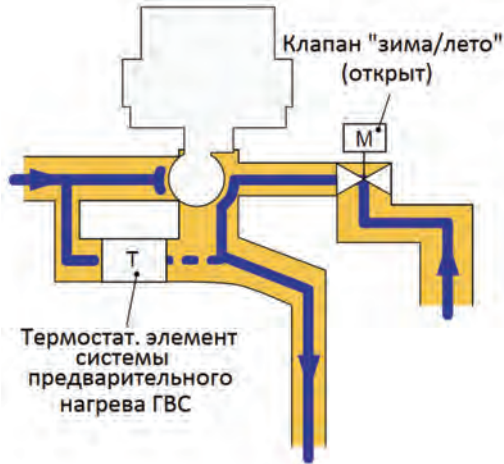 Клапан "зима/лето"
(открыт)
M
T
Термостат. элемент
системы
предварительного
нагрева ГВС